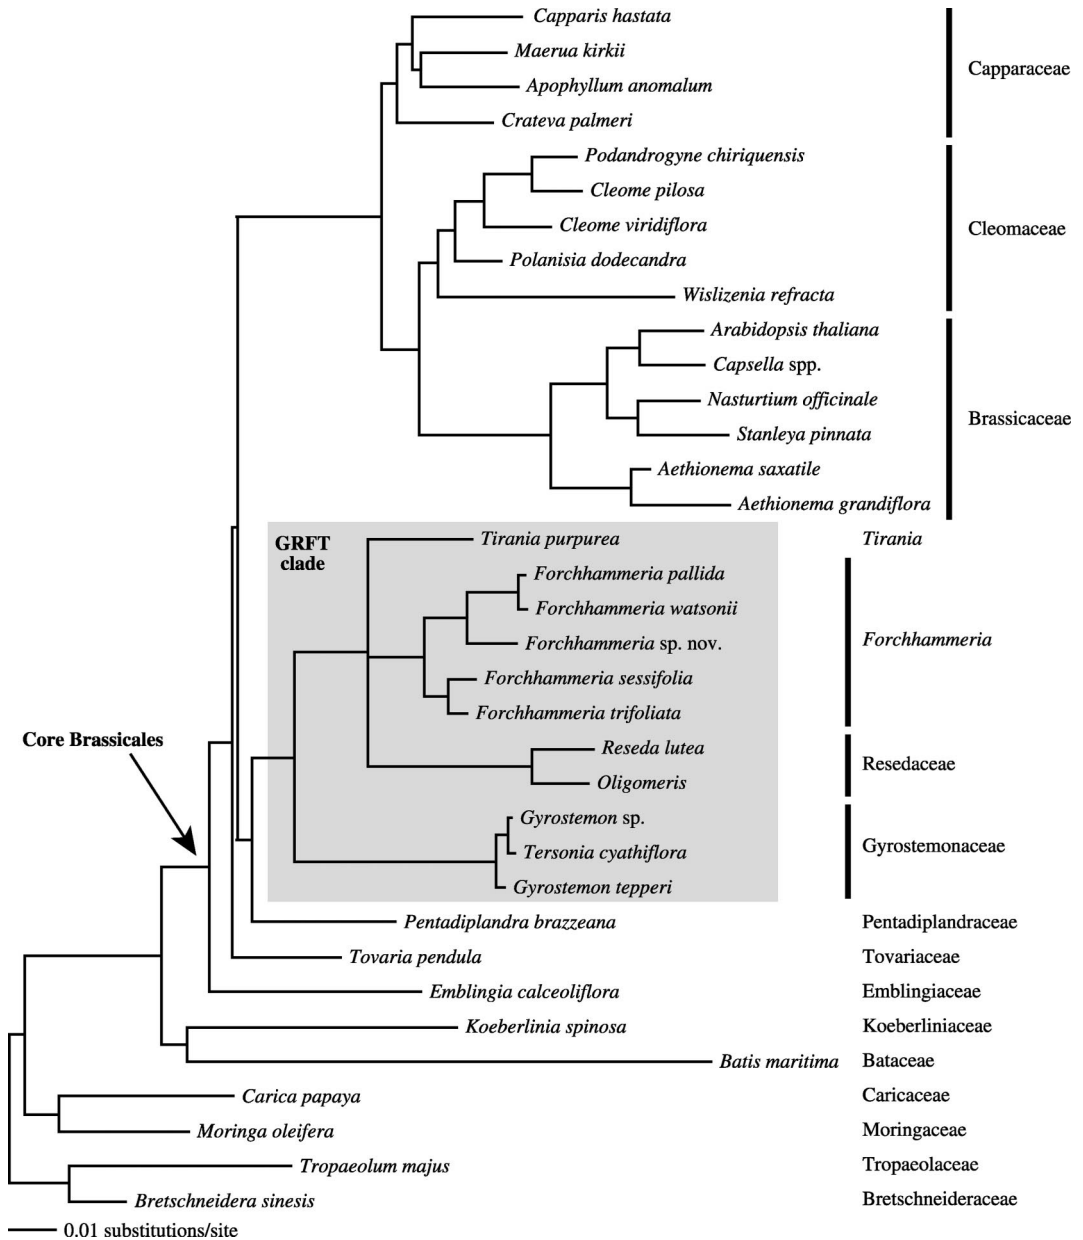 Capparis hastata
Maerua kirkii
Capparaceae
Apophyllum anomalum
Crateva palmeri
Podandrogyne chiriquensis
Cleome pilosa
Cleome viridiflora
Cleomaceae
Polanisia dodecandra
Wislizenia refracta
Arabidopsis thaliana
Capsella spp.
Nasturtium officinale
Brassicaceae
Stanleya pinnata
Aethionema saxatile
Aethionema grandiflora
GRFT
clade
Tirania purpurea
Tirania
Forchhammeria pallida
Forchhammeria watsonii
Forchhammeria sp. nov.
Forchhammeria
Forchhammeria sessifolia
Forchhammeria trifoliata
Core Brassicales
Reseda lutea
Resedaceae
Oligomeris
Gyrostemon sp.
Tersonia cyathiflora
Gyrostemonaceae
Gyrostemon tepperi
Pentadiplandra brazzeana Pentadiplandraceae
Tovaria pendula Tovariaceae
Emblingia calceoliflora Emblingiaceae
Koeberlinia spinosa Koeberliniaceae
Batis maritima Bataceae
Carica papaya Caricaceae
Moringa oleifera Moringaceae
Tropaeolum majus Tropaeolaceae
Bretschneidera sinesis Bretschneideraceae
0.01 substitutions/site